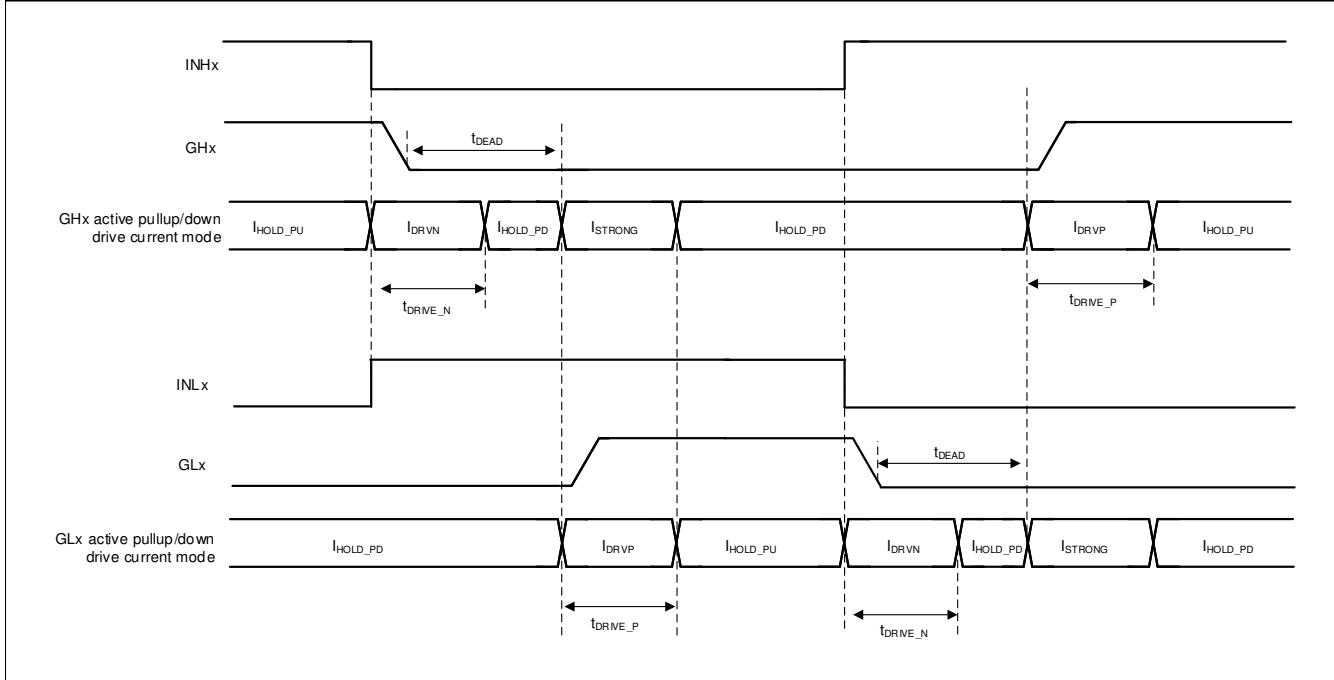 INHx
GHx
tDEAD
GHx active pullup/down
drive current mode
IHOLD_PU
IDRVN
IHOLD_PD
ISTRONG
IHOLD_PD
IDRVP
IHOLD_PU
tDRIVE_N
tDRIVE_P
INLx
GLx
tDEAD
GLx active pullup/down
drive current mode
IHOLD_PD
IDRVP
IHOLD_PU
IDRVN
IHOLD_PD
ISTRONG
IHOLD_PD
tDRIVE_P
tDRIVE_N